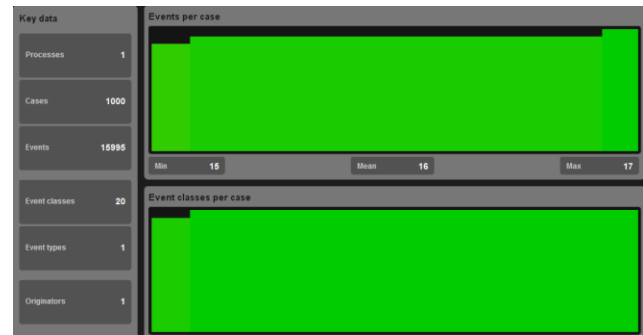 Key data
Processes 1
Cases 1000
Events 15995
Event classes 20
Event types 1
Originators 1
Events per case
Min 15
Mean 16
Max 17
Event classes per case